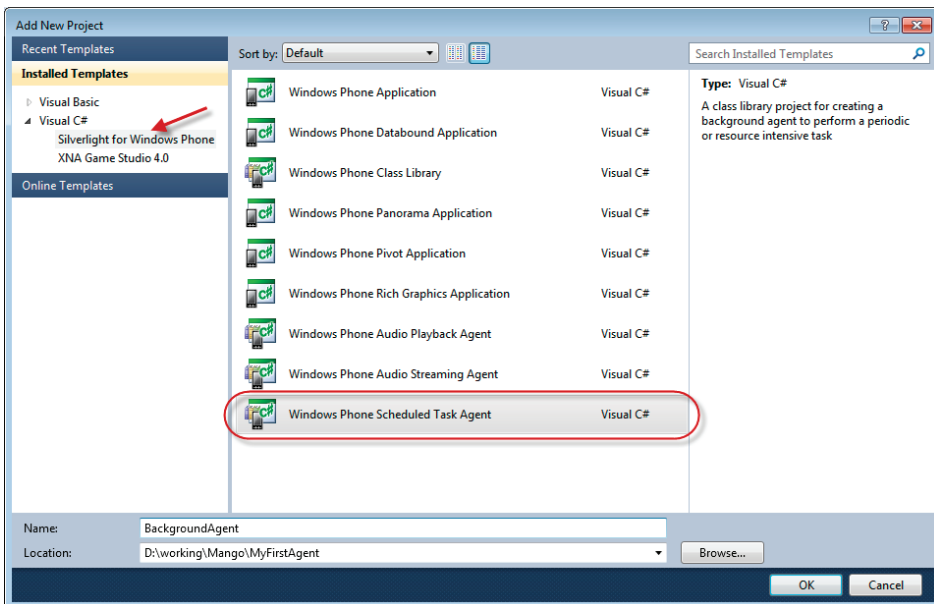 Add New Project
Recent Templates
Installed Templates
Visual Basic
Visual C#
Silverlight for Windows Phone
XNA Game Studio 4.0
Online Templates
Sort by: Default
Search Installed Templates
Windows Phone Application Visual C#
Windows Phone Databound Application Visual C#
Windows Phone Class Library Visual C#
Windows Phone Panorama Application Visual C#
Windows Phone Pivot Application Visual C#
Windows Phone Rich Graphics Application Visual C#
Windows Phone Audio Playback Agent Visual C#
Windows Phone Audio Streaming Agent Visual C#
Windows Phone Scheduled Task Agent Visual C#
Type: Visual C#
A class library project for creating a
background agent to perform a periodic
or resource intensive task
Name: BackgroundAgent
Location: D:\working\Mango\MyFirstAgent
Browse...
OK Cancel